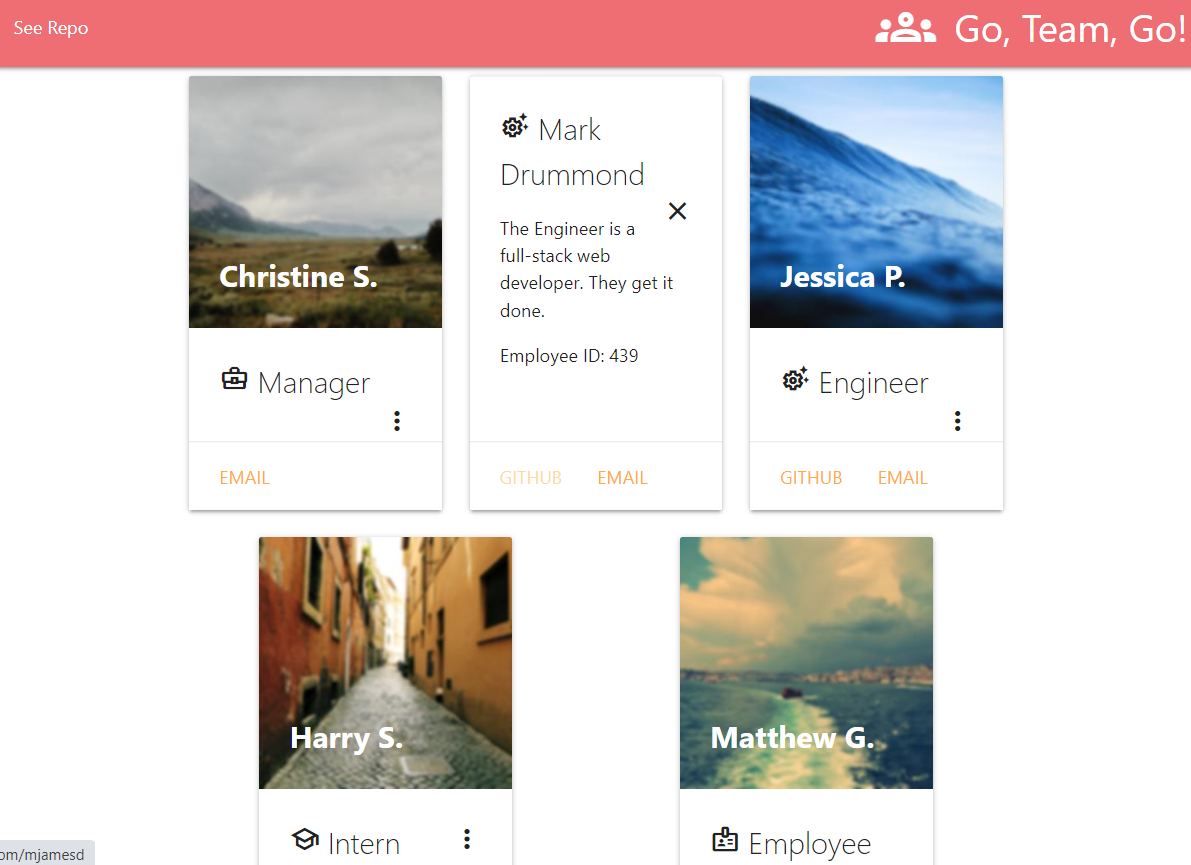 See Repo
Go, Team, Go!
Christine S.
Manager
EMAIL
Mark
Drummond
The Engineer is a
full-stack web
developer. They get it
done.
Employee ID: 439
GITHUB EMAIL
Jessica P.
Engineer
GITHUB EMAIL
Harry S.
Intern
Matthew G.
Employee
om/mjamesd